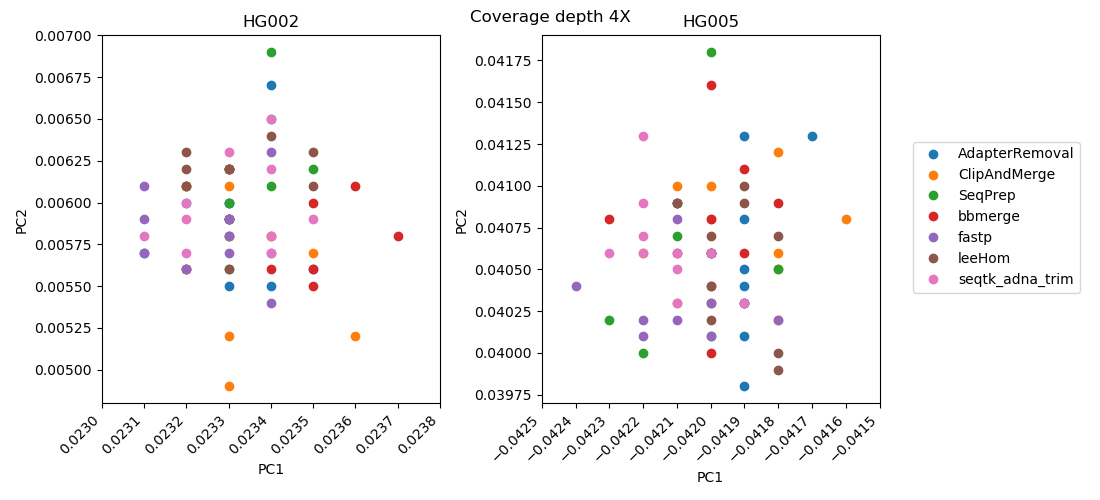 Coverage depth 4X
HG002
HG005
0.00700
0.00675
0.00650
0.00625
0.00600
0.00575
0.00550
0.00525
0.00500
PC2
0.0230
0.0231
0.0232
0.0233
0.0234
0.0235
0.0236
0.0237
0.0238
PC1
0.04175
0.04150
0.04125
0.04100
0.04075
0.04050
0.04025
0.04000
0.03975
PC2
−0.0425
−0.0424
−0.0423
−0.0422
−0.0421
−0.0420
−0.0419
−0.0418
−0.0417
−0.0416
−0.0415
PC1
AdapterRemoval
ClipAndMerge
SeqPrep
bbmerge
fastp
leeHom
seqtk_adna_trim